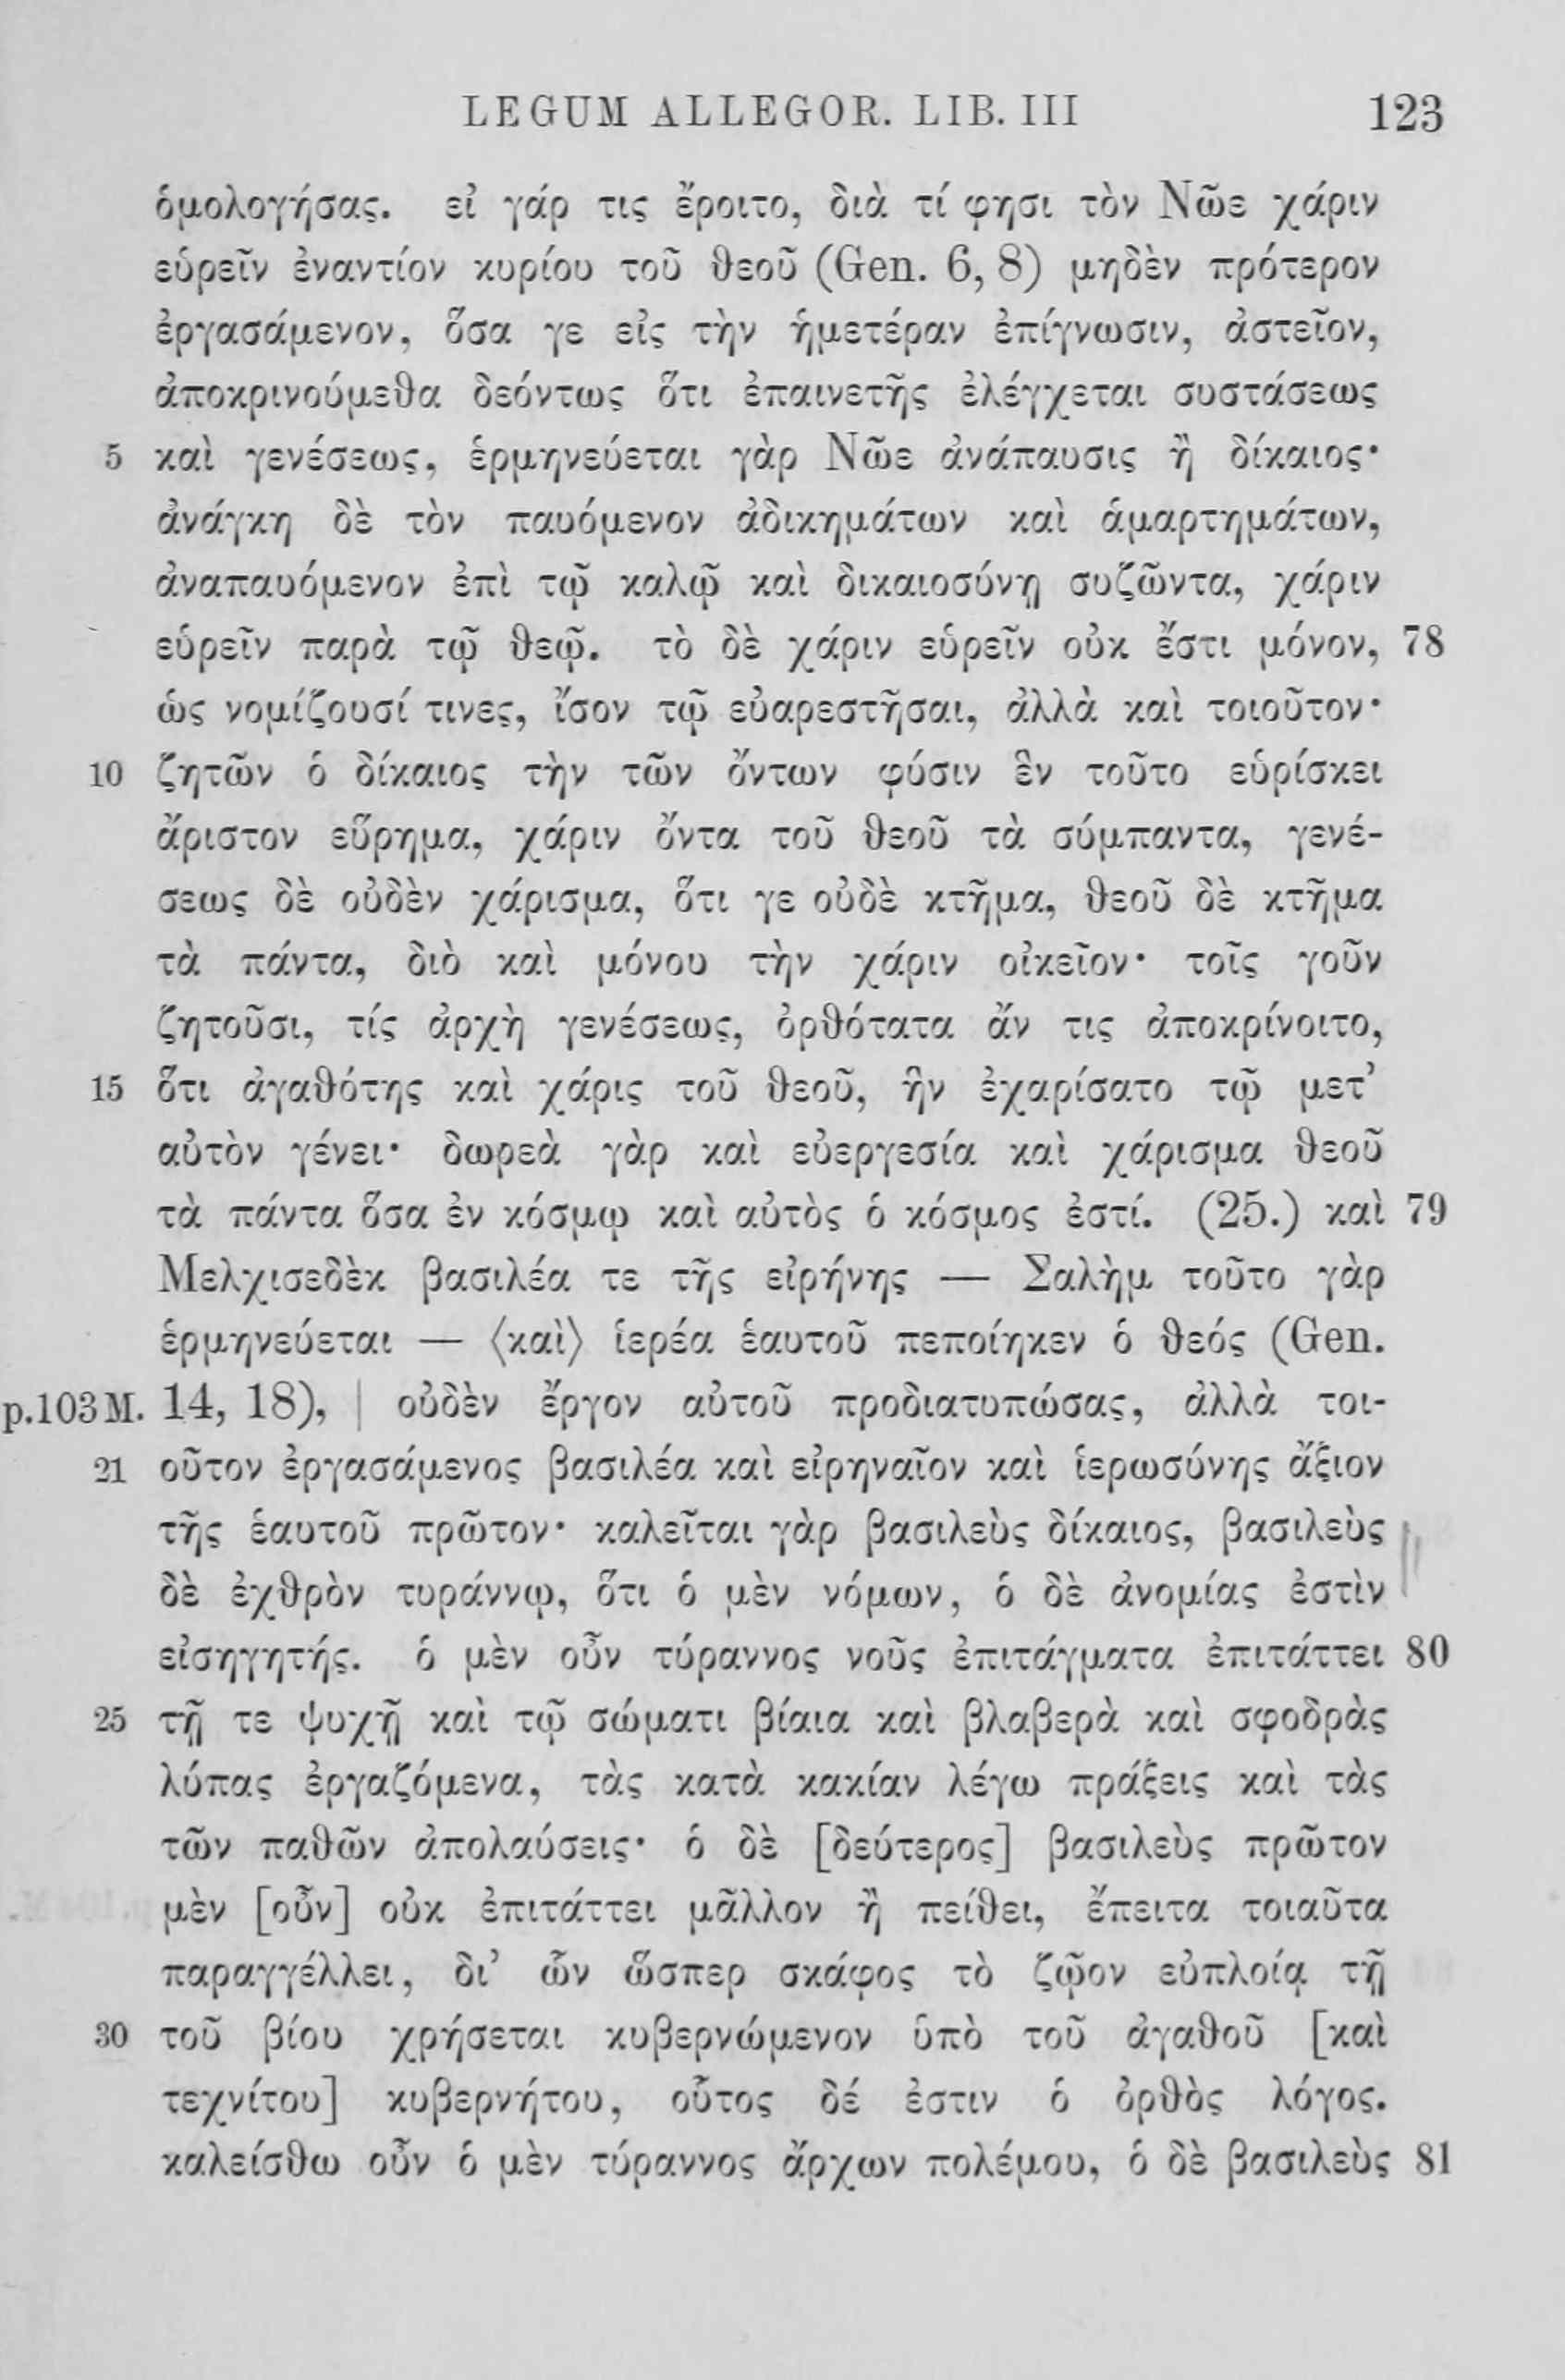 LEGUM ALLEGOR. LIB. III 123
ὁμολογήσας. εἰ γάρ τις ἔροιτο, διὰ τί φησι τὸν Νῶε χάριν
εὑρεῖν ἐναντίον κυρίου τοῦ θεοῦ (Gen. 6, 8) μηδὲν πρότερον
ἐργασάμενον, ὅσα γε εἰς τὴν ἡμετέραν ἐπίγνωσιν, ἀστεῖον,
ἀποκρινούμεθα δεόντως ὅτι ἐπαινετῆς ἐλέγχεται συστάσεως
5 καὶ γενέσεως, ἑρμηνεύεται γὰρ Νῶε ἀνάπαυσις ἢ δίκαιος·
ἀνάγκη δὲ τὸν παυόμενον ἀδικημάτων καὶ ἁμαρτημάτων,
ἀναπαυόμενον ἐπὶ τῷ καλῷ καὶ δικαιοσύνῃ συζῶντα, χάριν
εὑρεῖν παρὰ τῷ θεῷ. τὸ δὲ χάριν εὑρεῖν οὐκ ἔστι μόνον, 78
ὡς νομίζουσί τινες, ἴσον τῷ εὐαρεστῆσαι, ἀλλὰ καὶ τοιοῦτον·
10 ζητῶν ὁ δίκαιος τὴν τῶν ὄντων φύσιν ἓν τοῦτο εὑρίσκει
ἄριστον εὕρημα, χάριν ὄντα τοῦ θεοῦ τὰ σύμπαντα, γενέ-
σεως δὲ οὐδὲν χάρισμα, ὅτι γε οὐδὲ κτῆμα, θεοῦ δὲ κτῆμα
τὰ πάντα, διὸ καὶ μόνου τὴν χάριν οἰκεῖον· τοῖς γοῦν
ζητοῦσι, τίς ἀρχὴ γενέσεως, ὀρθότατα ἄν τις ἀποκρίνοιτο,
15 ὅτι ἀγαθότης καὶ χάρις τοῦ θεοῦ, ἣν ἐχαρίσατο τῷ μετ’
αὐτὸν γένει· δωρεὰ γὰρ καὶ εὐεργεσία καὶ χάρισμα θεοῦ
τὰ πάντα ὅσα ἐν κόσμῳ καὶ αὐτὸς ὁ κόσμος ἐστί. (25.) καὶ 79
Μελχισεδὲκ βασιλέα τε τῆς εἰρήνης — Σαλὴμ τοῦτο γὰρ
ἑρμηνεύεται — ⟨καὶ⟩ ἱερέα ἑαυτοῦ πεποίηκεν ὁ θεός (Gen.
p.103 M. 14, 18), | οὐδὲν ἔργον αὐτοῦ προδιατυπώσας, ἀλλὰ τοι-
21 οῦτον ἐργασάμενος βασιλέα καὶ εἰρηναῖον καὶ ἱερωσύνης ἄξιον
τῆς ἑαυτοῦ πρῶτον· καλεῖται γὰρ βασιλεὺς δίκαιος, βασιλεὺς
δὲ ἐχθρὸν τυράννῳ, ὅτι ὁ μὲν νόμων, ὁ δὲ ἀνομίας ἐστὶν
εἰσηγητής. ὁ μὲν οὖν τύραννος νοῦς ἐπιτάγματα ἐπιτάττει 80
25 τῇ τε ψυχῇ καὶ τῷ σώματι βίαια καὶ βλαβερὰ καὶ σφοδρὰς
λύπας ἐργαζόμενα, τὰς κατὰ κακίαν λέγω πράξεις καὶ τὰς
τῶν παθῶν ἀπολαύσεις· ὁ δὲ [δεύτερος] βασιλεὺς πρῶτον
μὲν [οὖν] οὐκ ἐπιτάττει μᾶλλον ἢ πείθει, ἔπειτα τοιαῦτα
παραγγέλλει, δι’ ὧν ὥσπερ σκάφος τὸ ζῷον εὐπλοίᾳ τῇ
30 τοῦ βίου χρήσεται κυβερνώμενον ὑπὸ τοῦ ἀγαθοῦ [καὶ
τεχνίτου] κυβερνήτου, οὗτος δέ ἐστιν ὁ ὀρθὸς λόγος.
καλείσθω οὖν ὁ μὲν τύραννος ἄρχων πολέμου, ὁ δὲ βασιλεὺς 81